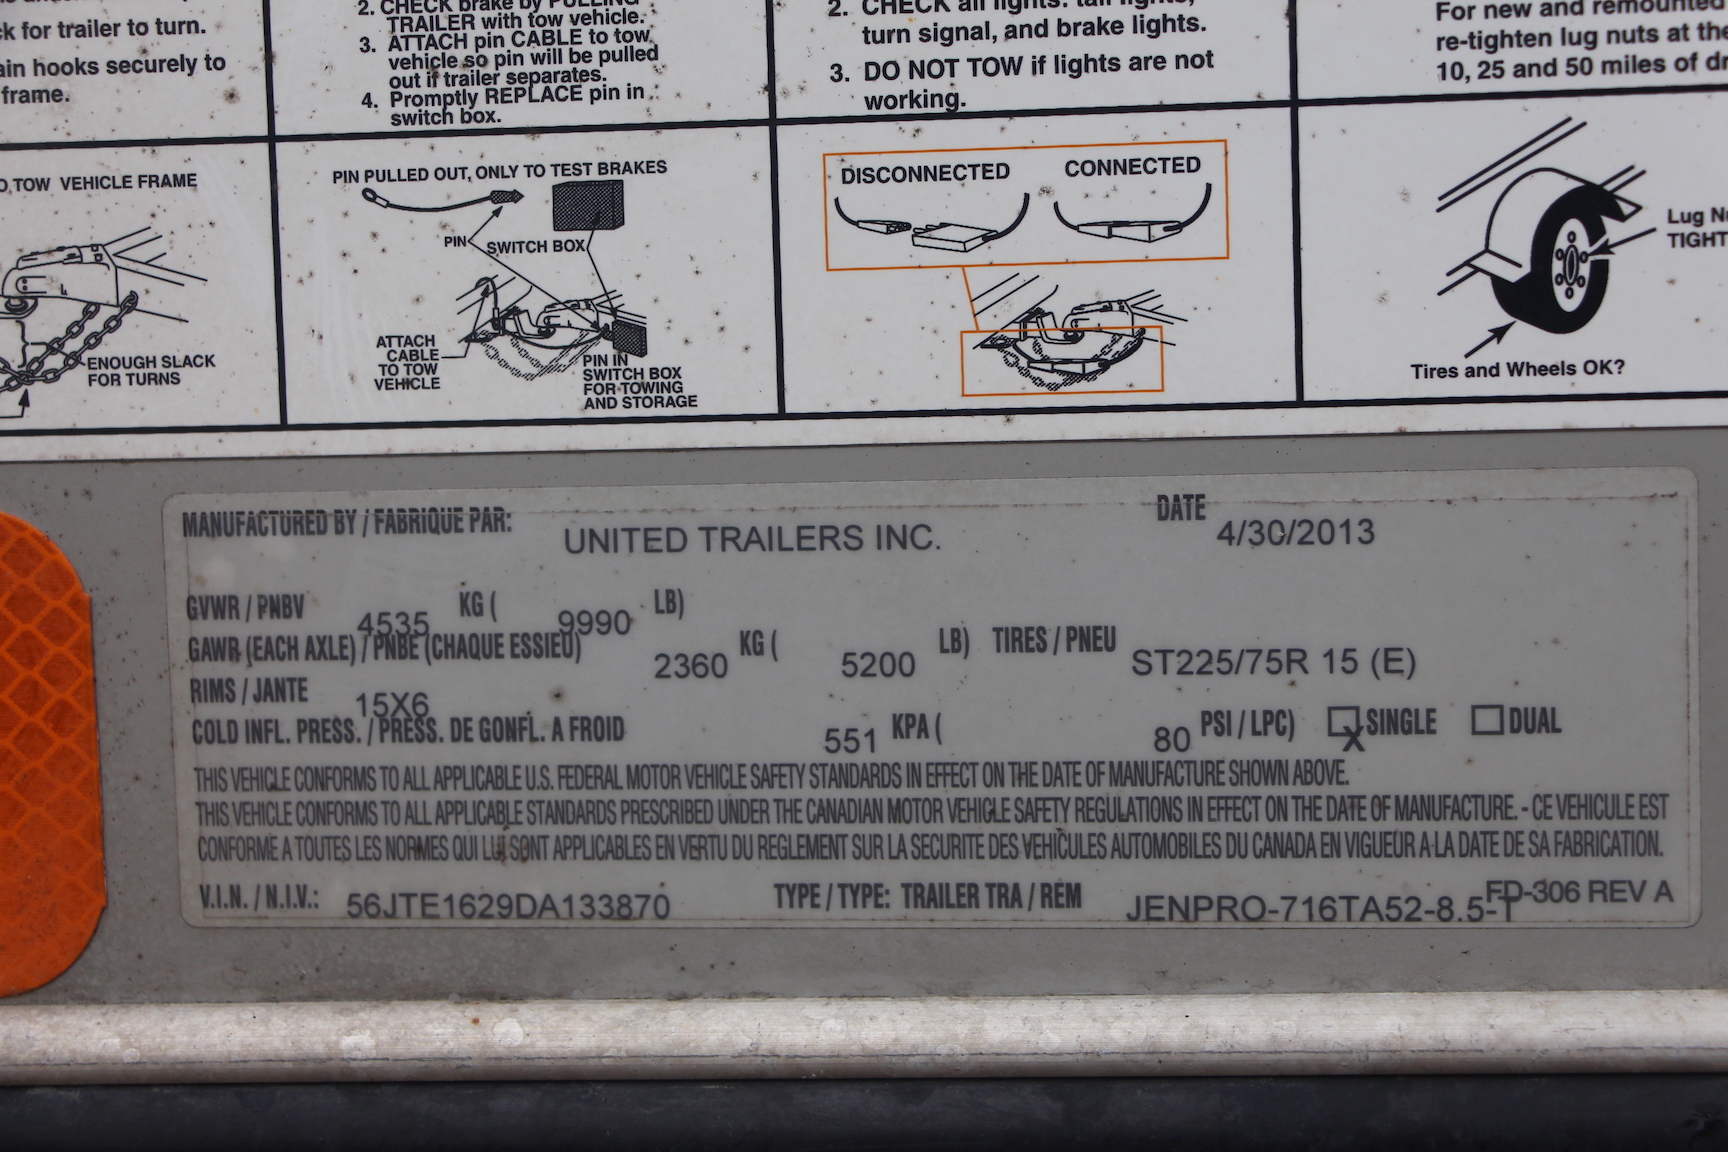 k for trailer to turn.
ain hooks securely to
frame.
O TOW VEHICLE FRAME
ENOUGH SLACK
FOR TURNS
2. CHECK brake by PULLING
TRAILER with tow vehicle.
3. ATTACH pin CABLE to tow
vehicle so pin will be pulled
out if trailer separates.
4. Promptly REPLACE pin in
switch box.
PIN PULLED OUT, ONLY TO TEST BRAKES
PIN
SWITCH BOX
ATTACH
CABLE
TO TOW
VEHICLE
PIN IN
SWITCH BOX
FOR TOWING
AND STORAGE
2. CHECK all lights: tail lights,
turn signal, and brake lights.
3. DO NOT TOW if lights are not
working.
DISCONNECTED
CONNECTED
For new and remounted
re-tighten lug nuts at the
10, 25 and 50 miles of dr
Lug N
TIGHT
Tires and Wheels OK?
MANUFACTURED BY / FABRIQUE PAR: UNITED TRAILERS INC. DATE 4/30/2013
GVWR / PNBV 4535 KG ( 9990 LB)
GAWR (EACH AXLE) / PNBE (CHAQUE ESSIEU) 2360 KG ( 5200 LB) TIRES / PNEU ST225/75R 15 (E)
RIMS / JANTE 15X6
COLD INFL. PRESS. / PRESS. DE GONFL. A FROID 551 KPA ( 80 PSI / LPC) X SINGLE DUAL
THIS VEHICLE CONFORMS TO ALL APPLICABLE U.S. FEDERAL MOTOR VEHICLE SAFETY STANDARDS IN EFFECT ON THE DATE OF MANUFACTURE SHOWN ABOVE.
THIS VEHICLE CONFORMS TO ALL APPLICABLE STANDARDS PRESCRIBED UNDER THE CANADIAN MOTOR VEHICLE SAFETY REGULATIONS IN EFFECT ON THE DATE OF MANUFACTURE. - CE VEHICULE EST
CONFORME A TOUTES LES NORMES QUI LUI SONT APPLICABLES EN VERTU DU REGLEMENT SUR LA SECURITE DES VEHICULES AUTOMOBILES DU CANADA EN VIGUEUR A LA DATE DE SA FABRICATION.
V.I.N. / N.I.V.: 56JTE1629DA133870 TYPE / TYPE: TRAILER TRA / REM JENPRO-716TA52-8.5-T FD-306 REV A